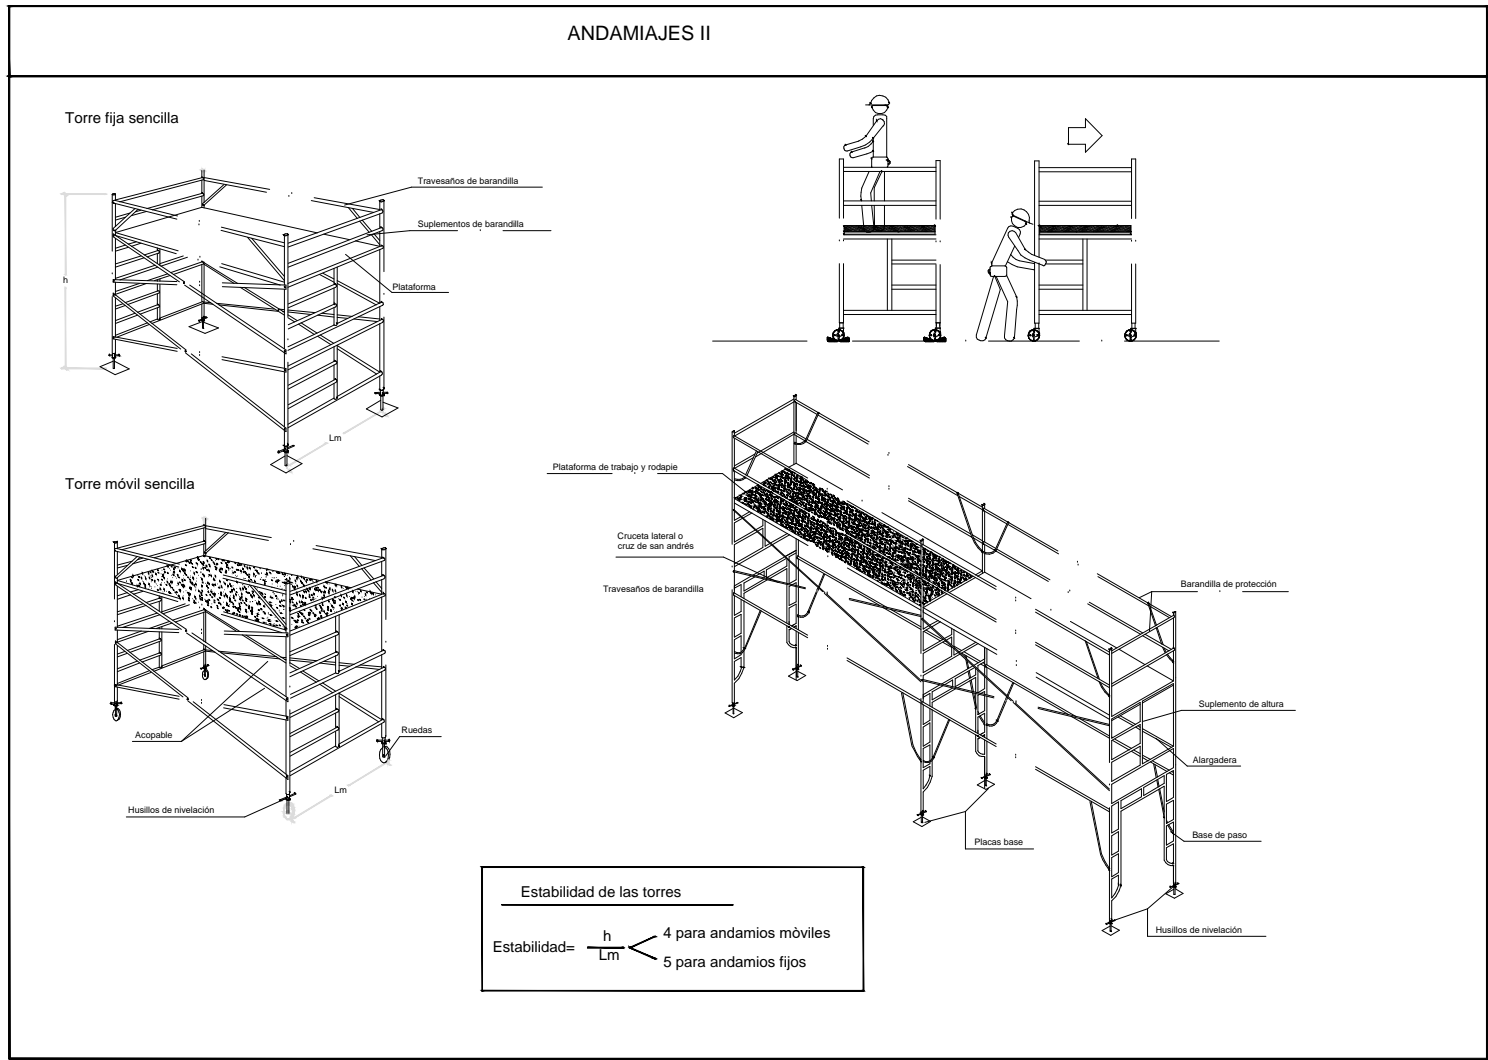 ANDAMIAJES II
Torre fija sencilla
Travesaños de barandilla
Suplementos de barandilla
Plataforma
h
Lm
Torre móvil sencilla
Acopable
Ruedas
Lm
Husillos de nivelación
Plataforma de trabajo y rodapie
Cruceta lateral o
cruz de san andrés
Travesaños de barandilla
Barandilla de protección
Suplemento de altura
Alargadera
Base de paso
Placas base
Husillos de nivelación
Estabilidad de las torres
Estabilidad= h
Lm
4 para andamios mòviles
5 para andamios fijos